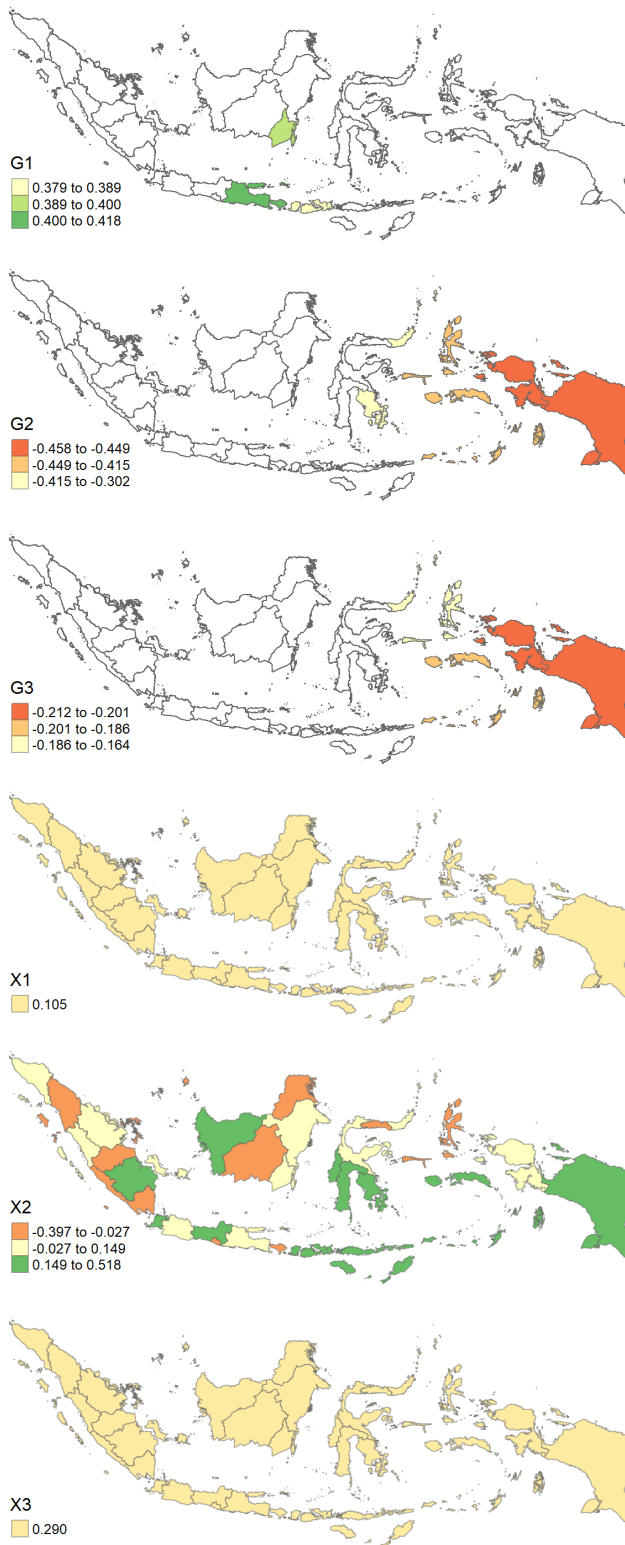 G1
0.379 to 0.389
0.389 to 0.400
0.400 to 0.418
G2
-0.458 to -0.449
-0.449 to -0.415
-0.415 to -0.302
G3
-0.212 to -0.201
-0.201 to -0.186
-0.186 to -0.164
X1
0.105
X2
-0.397 to -0.027
-0.027 to 0.149
0.149 to 0.518
X3
0.290